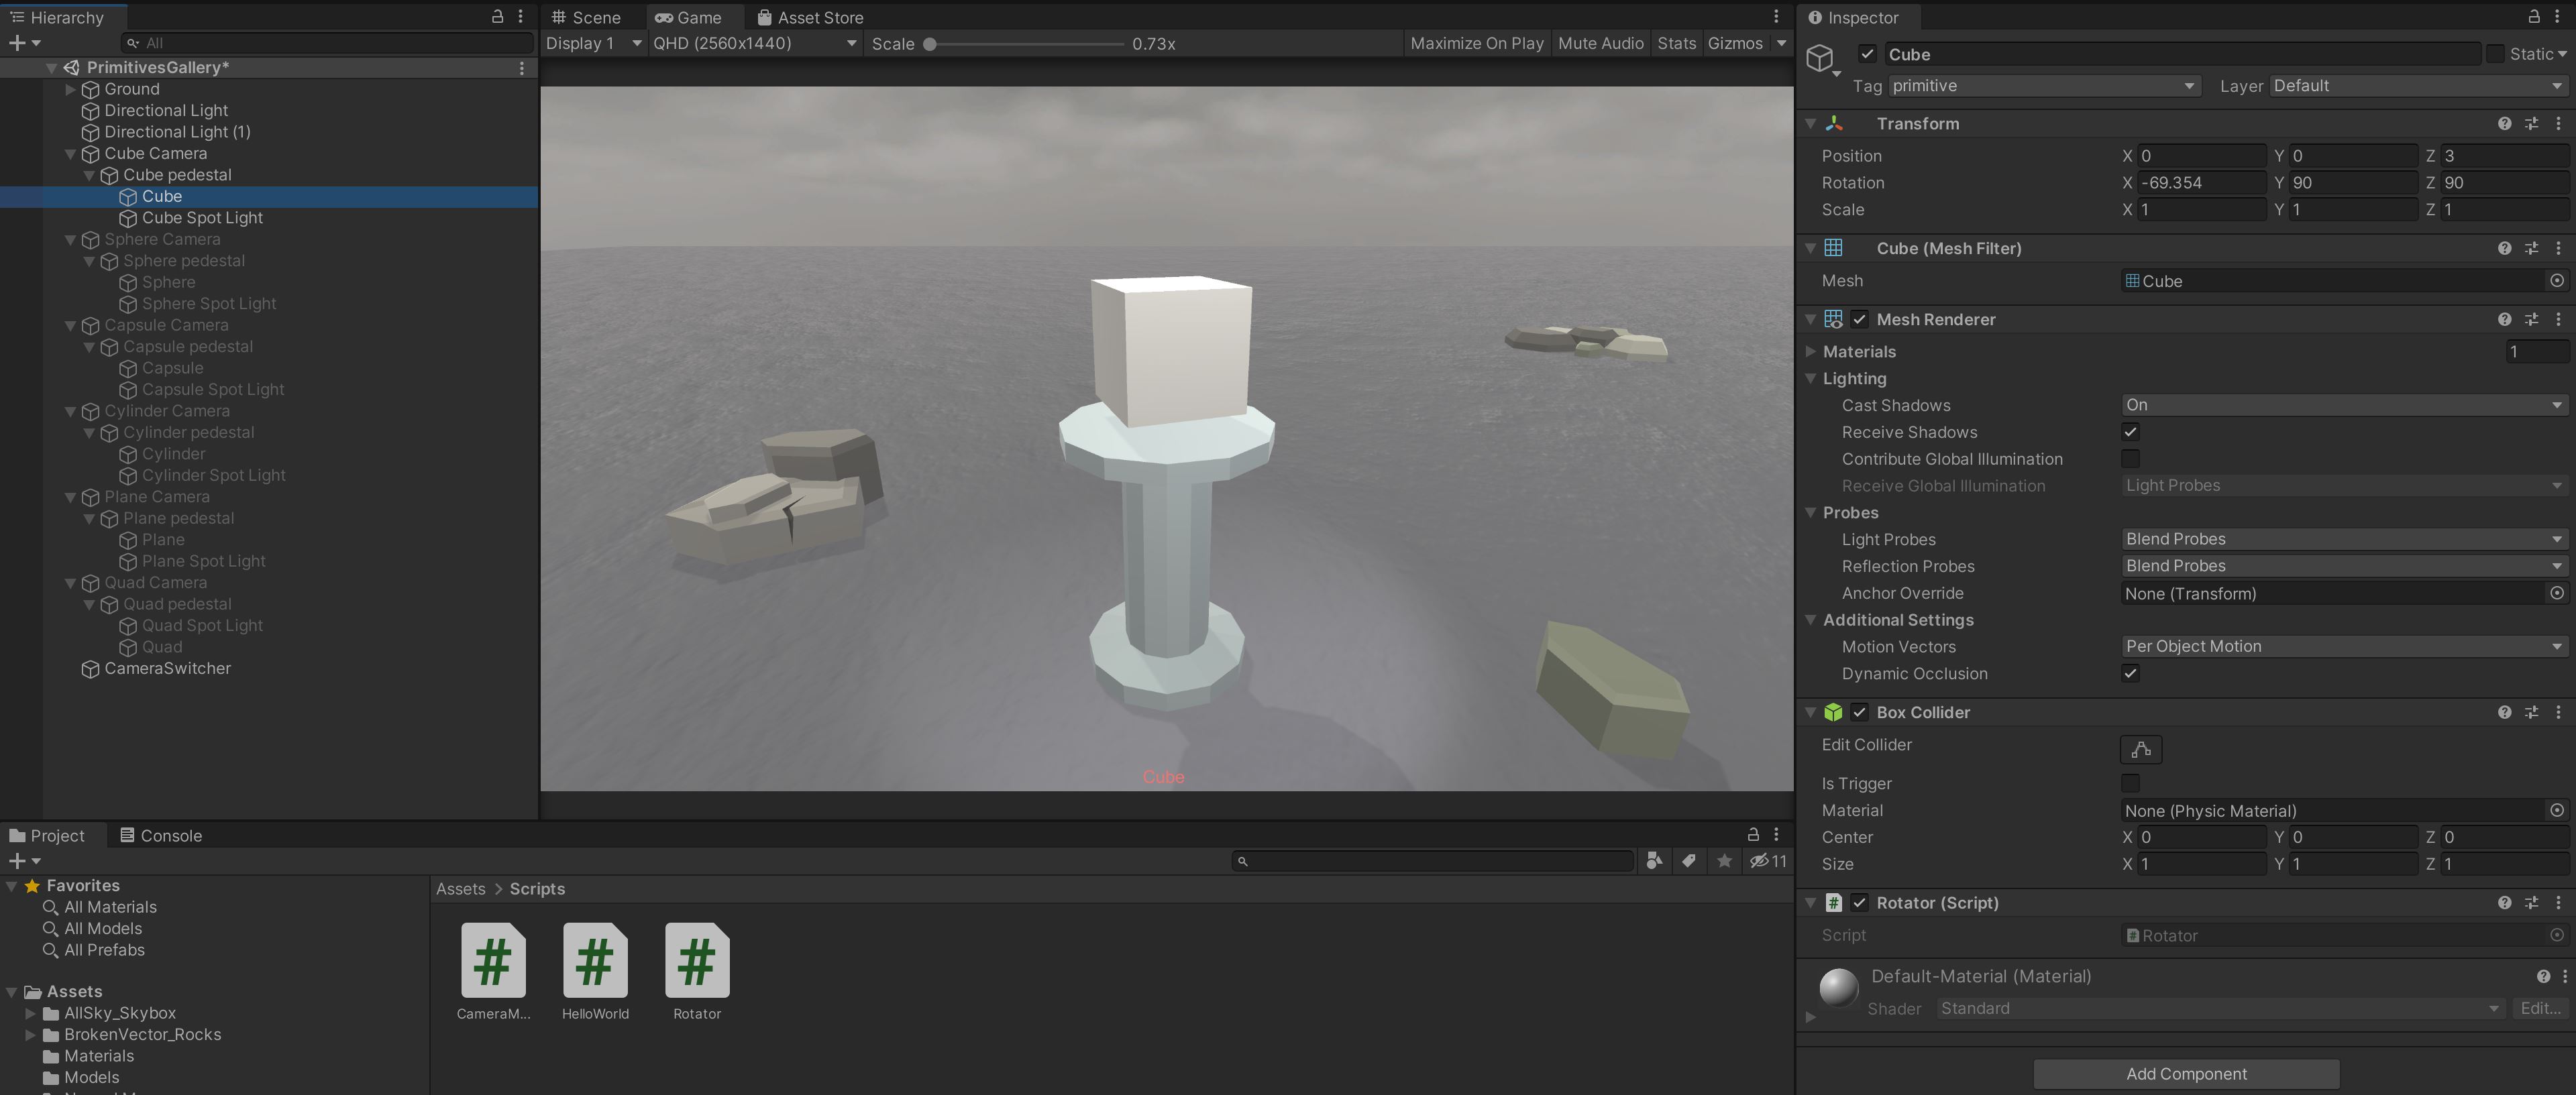 Hierarchy
All
PrimitivesGallery*
Ground
Directional Light
Directional Light (1)
Cube Camera
Cube pedestal
Cube
Cube Spot Light
Sphere Camera
Sphere pedestal
Sphere
Sphere Spot Light
Capsule Camera
Capsule pedestal
Capsule
Capsule Spot Light
Cylinder Camera
Cylinder pedestal
Cylinder
Cylinder Spot Light
Plane Camera
Plane pedestal
Plane
Plane Spot Light
Quad Camera
Quad pedestal
Quad Spot Light
Quad
CameraSwitcher
Scene Game Asset Store
Display 1 QHD (2560x1440) Scale 0.73x Maximize On Play Mute Audio Stats Gizmos
Cube
Project Console
11
Favorites
All Materials
All Models
All Prefabs
Assets
AllSky_Skybox
BrokenVector_Rocks
Materials
Models
Assets > Scripts
# # #
CameraM... HelloWorld Rotator
Inspector
Cube Static
Tag primitive Layer Default
Transform
Position X 0 Y 0 Z 3
Rotation X -69.354 Y 90 Z 90
Scale X 1 Y 1 Z 1
Cube (Mesh Filter)
Mesh Cube
Mesh Renderer
Materials 1
Lighting
Cast Shadows On
Receive Shadows
Contribute Global Illumination
Receive Global Illumination Light Probes
Probes
Light Probes Blend Probes
Reflection Probes Blend Probes
Anchor Override None (Transform)
Additional Settings
Motion Vectors Per Object Motion
Dynamic Occlusion
Box Collider
Edit Collider
Is Trigger
Material None (Physic Material)
Center X 0 Y 0 Z 0
Size X 1 Y 1 Z 1
# Rotator (Script)
Script # Rotator
Default-Material (Material)
Shader Standard Edit...
Add Component